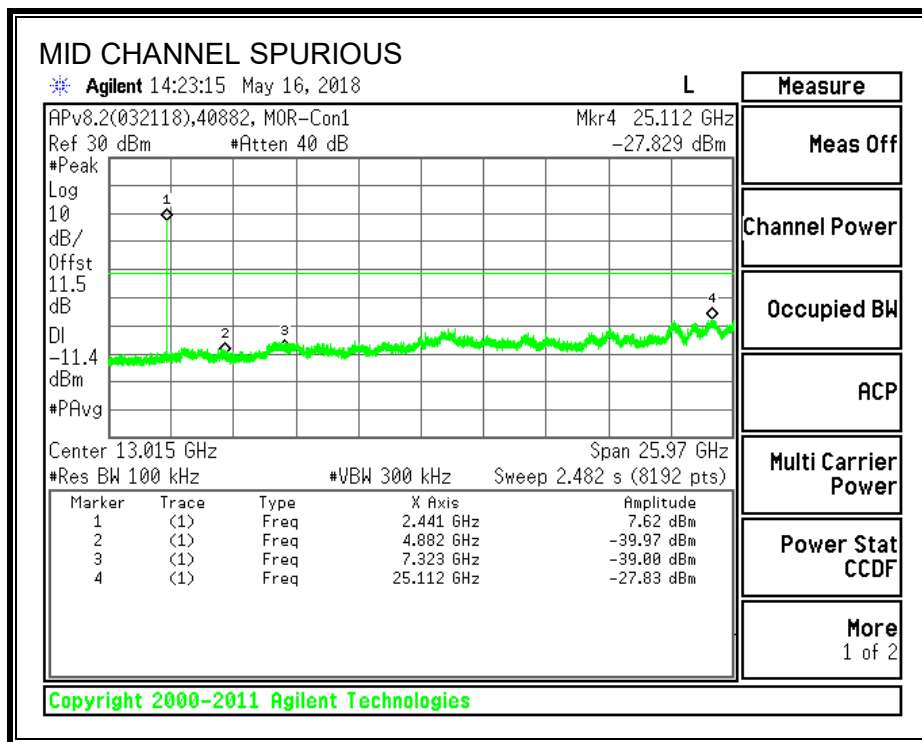 MID CHANNEL SPURIOUS
Agilent 14:23:15 May 16, 2018 L
Measure
APv8.2(032118),40882, MOR-Con1 Mkr4 25.112 GHz
Ref 30 dBm #Atten 40 dB -27.829 dBm
#Peak
Log
10
dB/
Offst
11.5
dB
DI
-11.4
dBm
#PAvg
1
2
3
4
Center 13.015 GHz Span 25.97 GHz
#Res BW 100 kHz #VBW 300 kHz Sweep 2.482 s (8192 pts)
Marker Trace Type X Axis Amplitude
1 (1) Freq 2.441 GHz 7.62 dBm
2 (1) Freq 4.882 GHz -39.97 dBm
3 (1) Freq 7.323 GHz -39.00 dBm
4 (1) Freq 25.112 GHz -27.83 dBm
Meas Off
Channel Power
Occupied BW
ACP
Multi Carrier
Power
Power Stat
CCDF
More
1 of 2
Copyright 2000-2011 Agilent Technologies